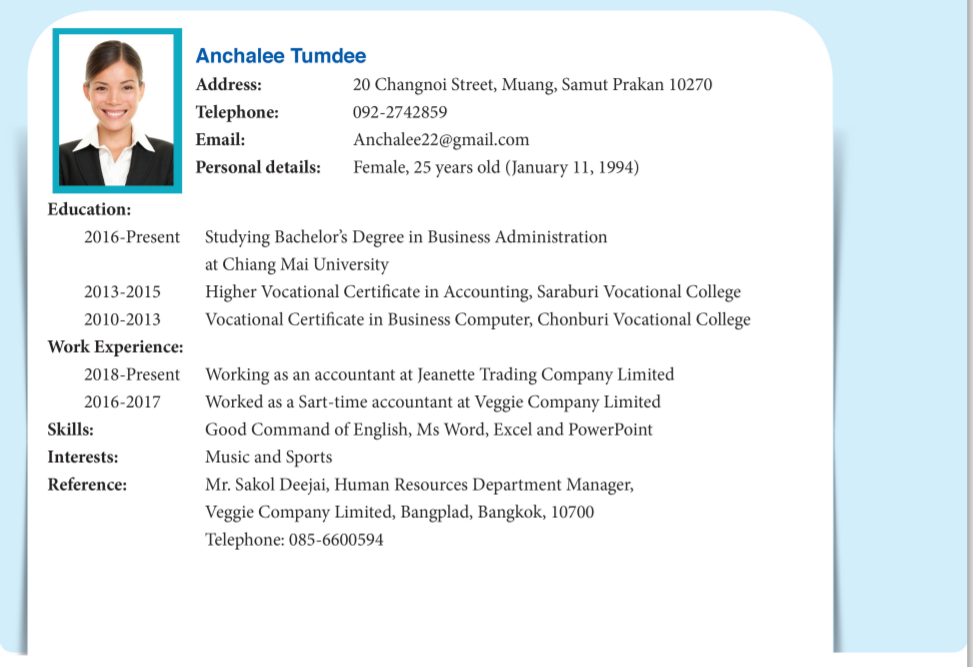 Anchalee Tumdee
Address: 20 Changnoi Street, Muang, Samut Prakan 10270
Telephone: 092-2742859
Email: Anchalee22@gmail.com
Personal details: Female, 25 years old (January 11, 1994)
Education:
2016-Present Studying Bachelor's Degree in Business Administration
at Chiang Mai University
2013-2015 Higher Vocational Certificate in Accounting, Saraburi Vocational College
2010-2013 Vocational Certificate in Business Computer, Chonburi Vocational College
Work Experience:
2018-Present Working as an accountant at Jeanette Trading Company Limited
2016-2017 Worked as a Sart-time accountant at Veggie Company Limited
Skills: Good Command of English, Ms Word, Excel and PowerPoint
Interests: Music and Sports
Reference: Mr. Sakol Deejai, Human Resources Department Manager,
Veggie Company Limited, Bangplad, Bangkok, 10700
Telephone: 085-6600594